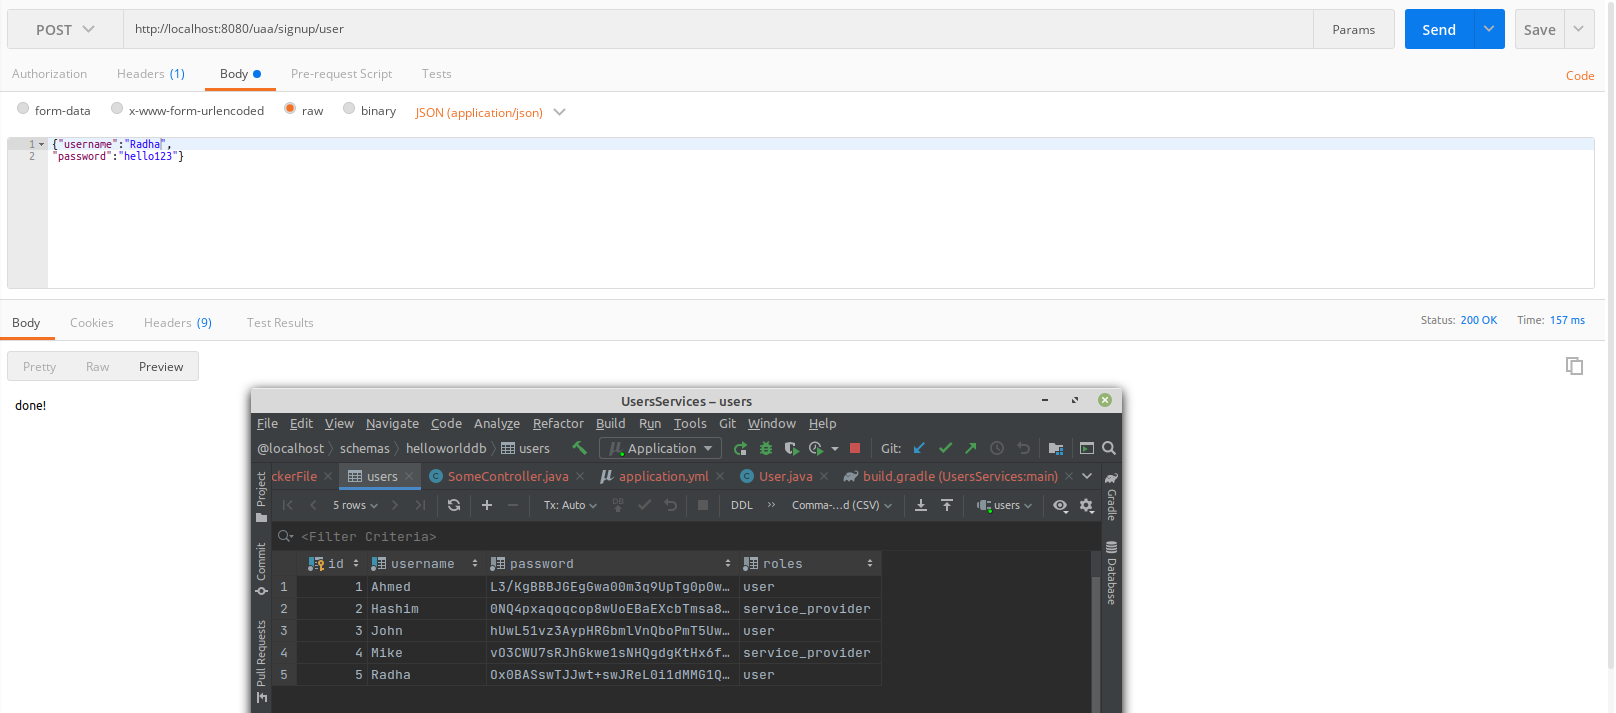 POST http://localhost:8080/uaa/signup/user Params Send Save
Authorization Headers (1) Body Pre-request Script Tests Code
form-data x-www-form-urlencoded raw binary JSON (application/json)
1 {"username":"Radha",
2 "password":"hello123"}
Body Cookies Headers (9) Test Results Status: 200 OK Time: 157 ms
Pretty Raw Preview
done!
UsersServices – users
File Edit View Navigate Code Analyze Refactor Build Run Tools Git Window Help
@localhost schemas helloworlddb users Application Git:
ckerFile users SomeController.java application.yml User.java build.gradle (UsersServices:main)
5 rows Tx: Auto DB DDL Comma-...d (CSV) users
<Filter Criteria>
id username password roles
1 1 Ahmed L3/KgBBBJGEgGwa00m3q9UpTg0p0w… user
2 2 Hashim 0NQ4pxaqoqcop8wUoEBaEXcbTmsa8… service_provider
3 3 John hUwL51vz3AypHRGbmlVnQboPmT5Uw… user
4 4 Mike vO3CWU7sRJhGkwe1sNHQgdgKtHx6f… service_provider
5 5 Radha Ox0BASswTJJwt+swJReL0i1dMMG1Q… user
Project
Commit
Pull Requests
Gradle
Database